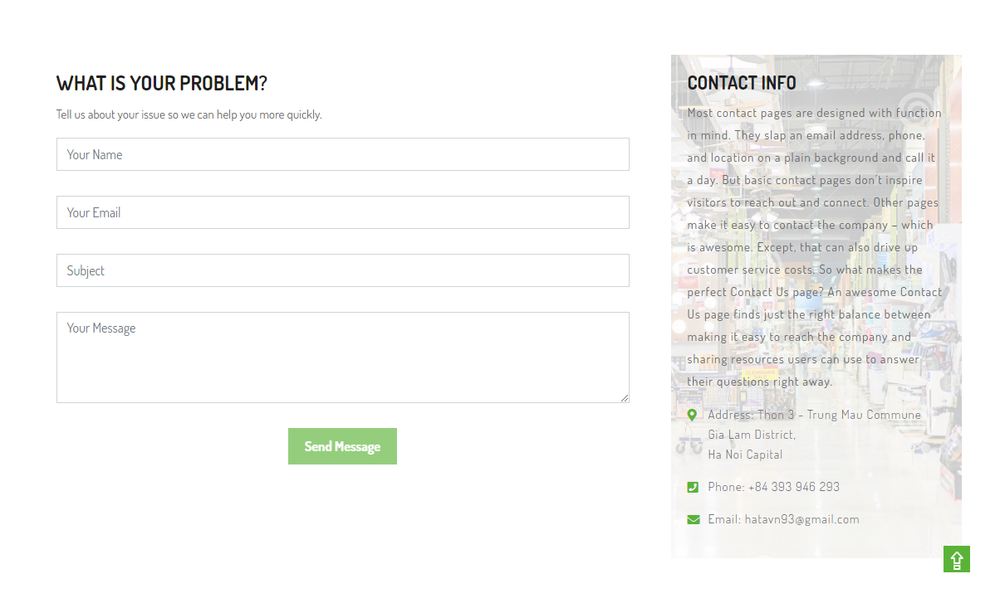 WHAT IS YOUR PROBLEM?
Tell us about your issue so we can help you more quickly.
Your Name
Your Email
Subject
Your Message
Send Message
CONTACT INFO
Most contact pages are designed with function
in mind. They slap an email address, phone,
and location on a plain background and call it
a day. But basic contact pages don't inspire
visitors to reach out and connect. Other pages
make it easy to contact the company – which
is awesome. Except, that can also drive up
customer service costs. So what makes the
perfect Contact Us page? An awesome Contact
Us page finds just the right balance between
making it easy to reach the company and
sharing resources users can use to answer
their questions right away.
Address: Thon 3 - Trung Mau Commune
Gia Lam District,
Ha Noi Capital
Phone: +84 393 946 293
Email: hatavn93@gmail.com